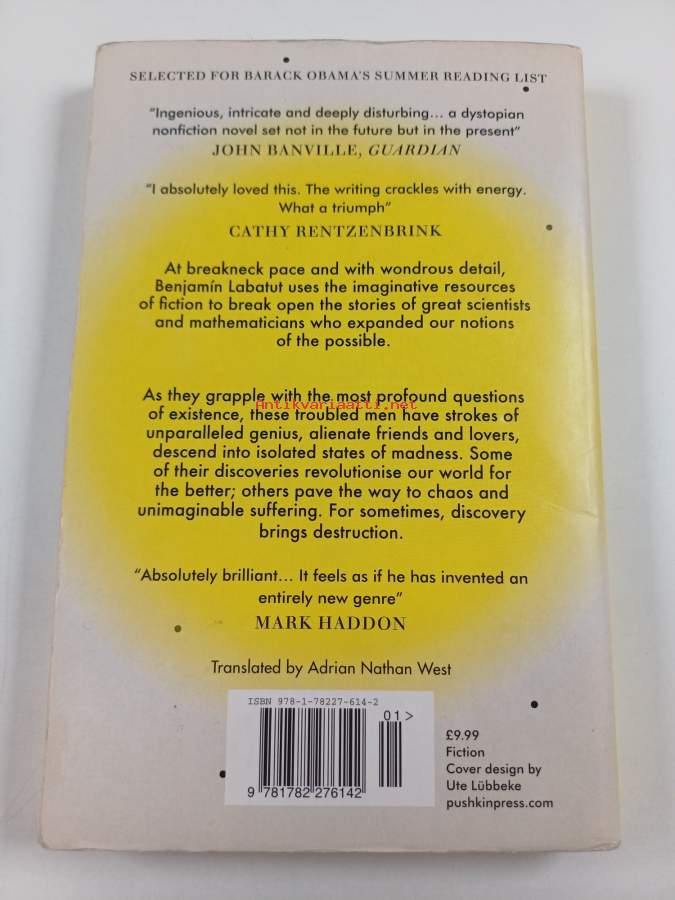 SELECTED FOR BARACK OBAMA'S SUMMER READING LIST
“Ingenious, intricate and deeply disturbing… a dystopian
nonfiction novel set not in the future but in the present”
JOHN BANVILLE, GUARDIAN
“I absolutely loved this. The writing crackles with energy.
What a triumph”
CATHY RENTZENBRINK
At breakneck pace and with wondrous detail,
Benjamín Labatut uses the imaginative resources
of fiction to break open the stories of great scientists
and mathematicians who expanded our notions
of the possible.
As they grapple with the most profound questions
Antikvariaatti.net
of existence, these troubled men have strokes of
unparalleled genius, alienate friends and lovers,
descend into isolated states of madness. Some
of their discoveries revolutionise our world for
the better; others pave the way to chaos and
unimaginable suffering. For sometimes, discovery
brings destruction.
“Absolutely brilliant… It feels as if he has invented an
entirely new genre”
MARK HADDON
Translated by Adrian Nathan West
ISBN 978-1-78227-614-2
01>
9 781782 276142
£9.99
Fiction
Cover design by
Ute Lübbeke
pushkinpress.com